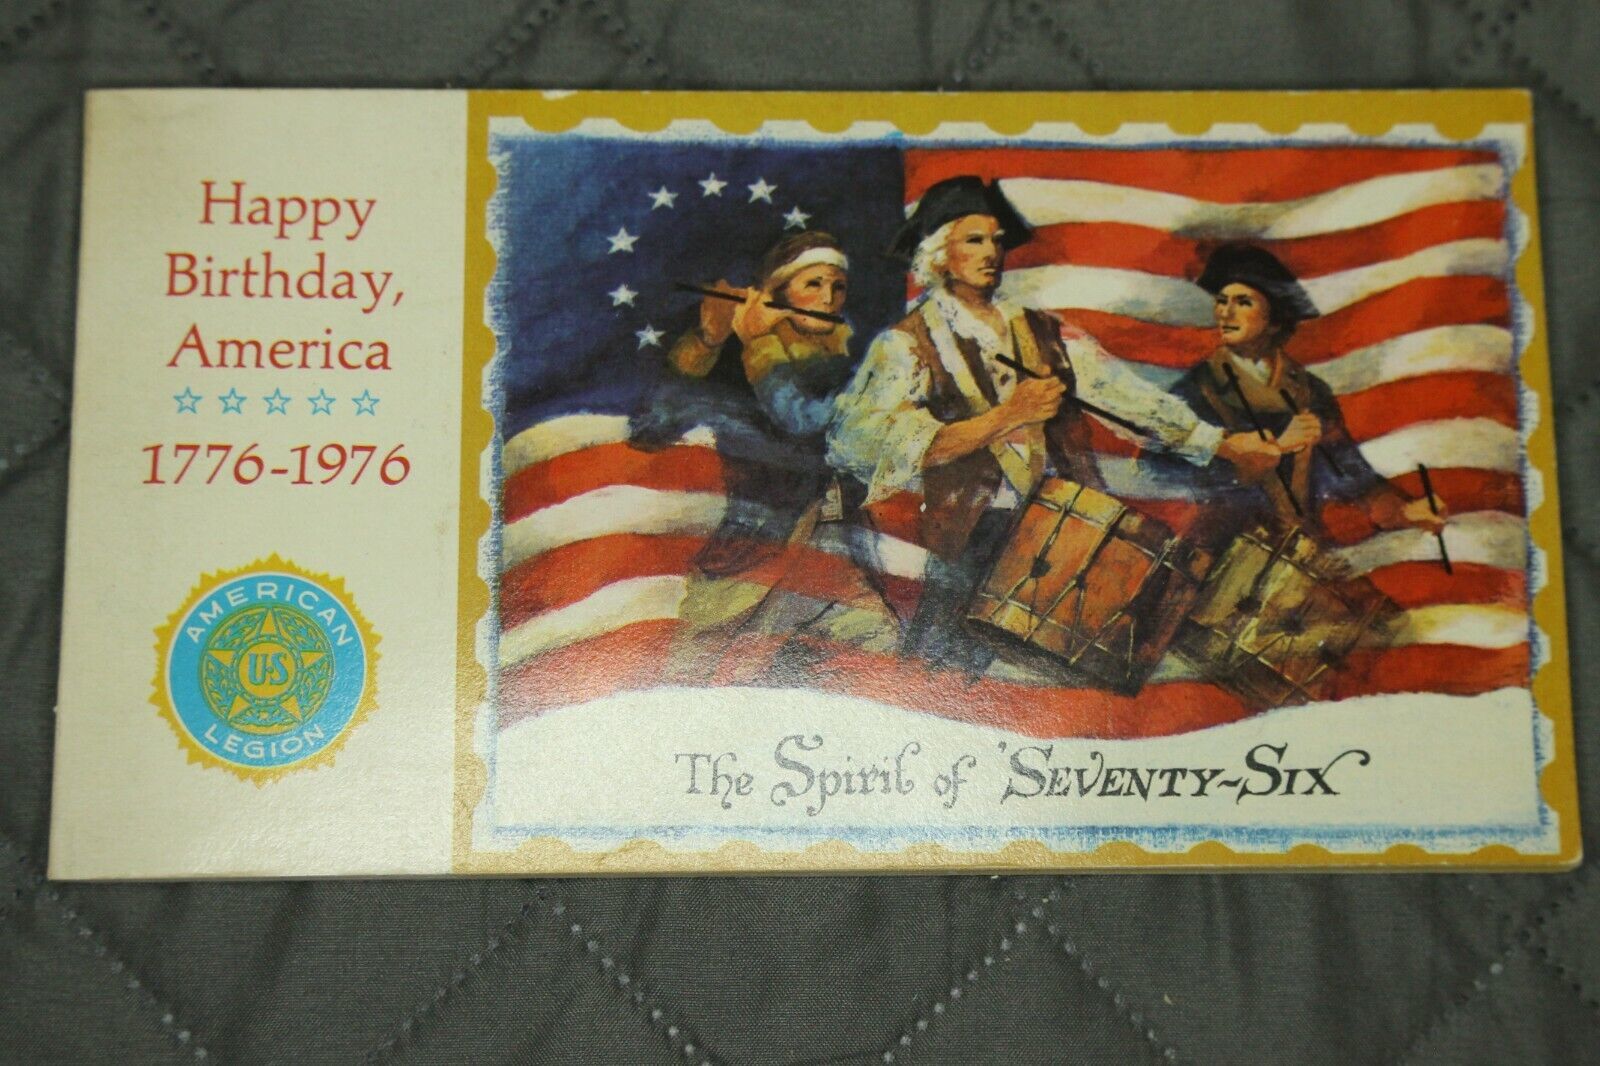 Happy
Birthday,
America
1776-1976
AMERICAN
U·S
LEGION
The Spirit of 'SEVENTY~SIX